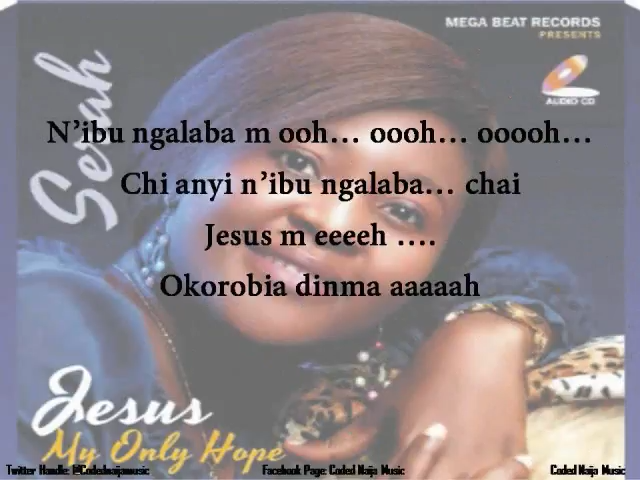 MEGA BEAT RECORDS
PRESENTS
AUDIO CD
Serah
N’ibu ngalaba m ooh… oooh… ooooh…
Chi anyi n’ibu ngalaba… chai
Jesus m eeeeh ….
Okorobia dinma aaaaah
Jesus
My Only Hope
Twitter Handle: @Codednaijamusic
Facebook Page: Coded Naija Music
Coded Naija Music